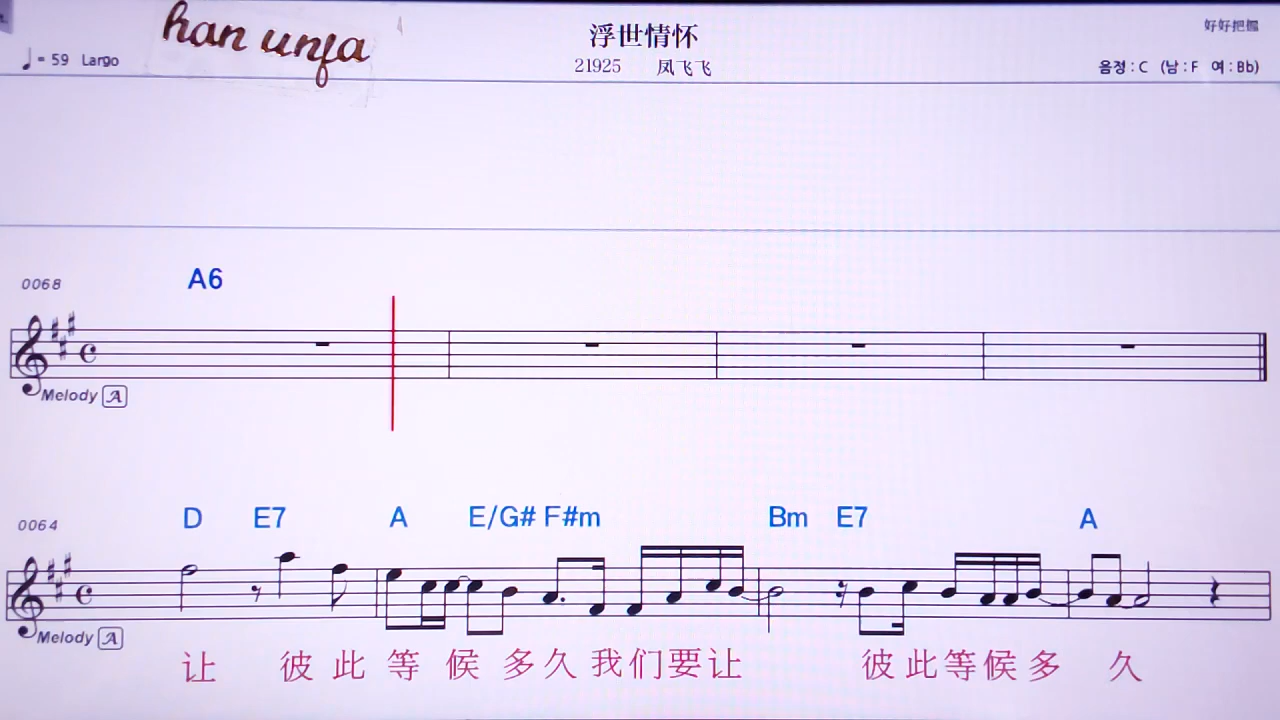 han unfa
浮世情怀
好好把握
♩= 59 Largo
21925 凤飞飞
음정 : C (남 : F 여 : Bb)
0068 A6
Melody A
0064 D E7 A E/G# F#m Bm E7 A
Melody A
让 彼 此 等 候 多 久 我 们 要 让 彼 此 等 候 多 久